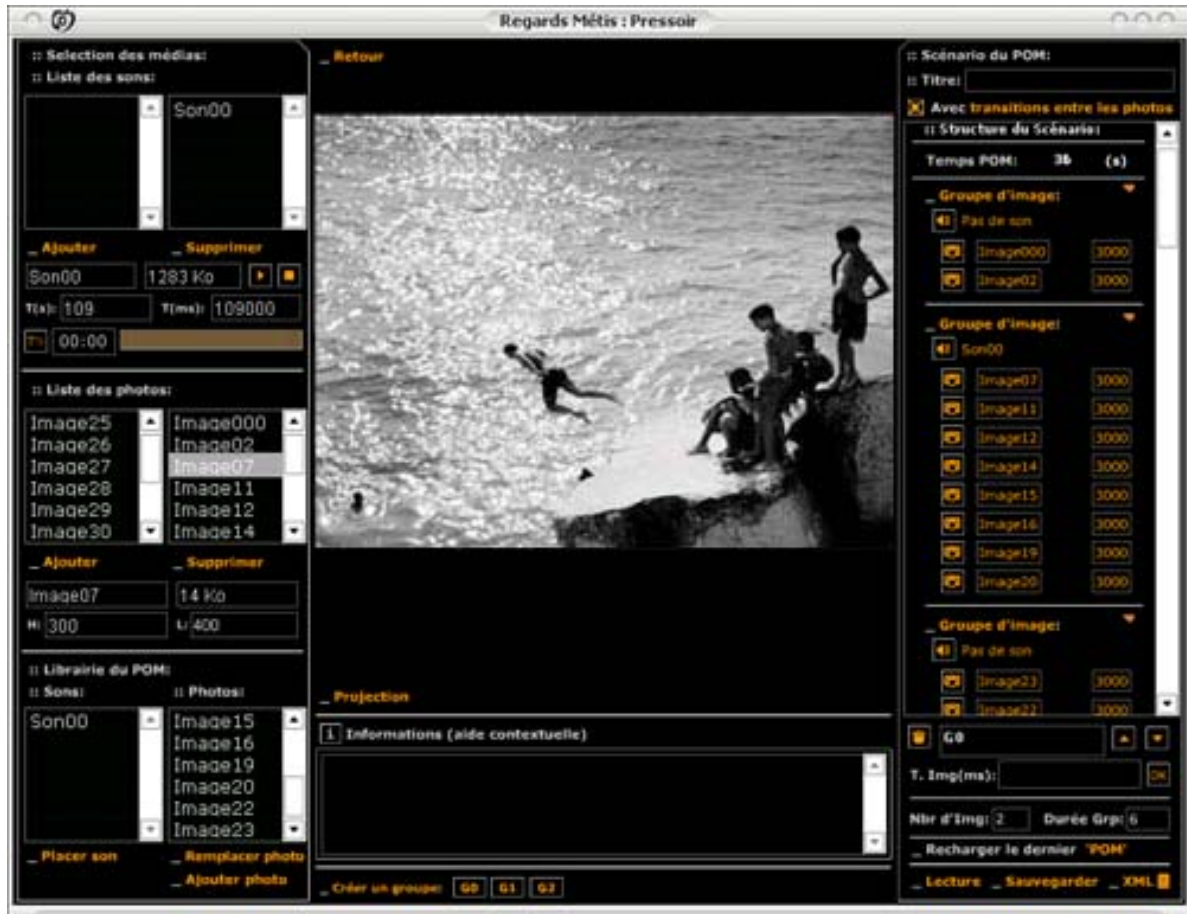 Regards Métis : Pressoir
:: Selection des médias:
:: Liste des sons:
Son00
_ Ajouter _ Supprimer
Son00 1283 Ko
T(s): 109 T(ms): 109000
00:00
:: Liste des photos:
Image25 Image000
Image26 Image02
Image27 Image07
Image28 Image11
Image29 Image12
Image30 Image14
_ Ajouter _ Supprimer
Image07 14 Ko
H: 300 L: 400
:: Librairie du POM:
:: Sons: :: Photos:
Son00 Image15
Image16
Image19
Image20
Image22
Image23
_ Placer son _ Remplacer photo
_ Ajouter photo
_ Retour
_ Projection
i Informations (aide contextuelle)
_ Créer un groupe: G0 G1 G2
:: Scénario du POM:
:: Titre:
Avec transitions entre les photos
:: Structure du Scénario:
Temps POM: 36 (s)
_ Groupe d'image:
Pas de son
Image000 3000
Image02 3000
_ Groupe d'image:
Son00
Image07 3000
Image11 3000
Image12 3000
Image14 3000
Image15 3000
Image16 3000
Image19 3000
Image20 3000
_ Groupe d'image:
Pas de son
Image23 3000
Image22 3000
G0
T. Img(ms): OK
Nbr d'Img: 2 Durée Grp: 6
_ Recharger le dernier 'POM'
_ Lecture _ Sauvegarder _ XML